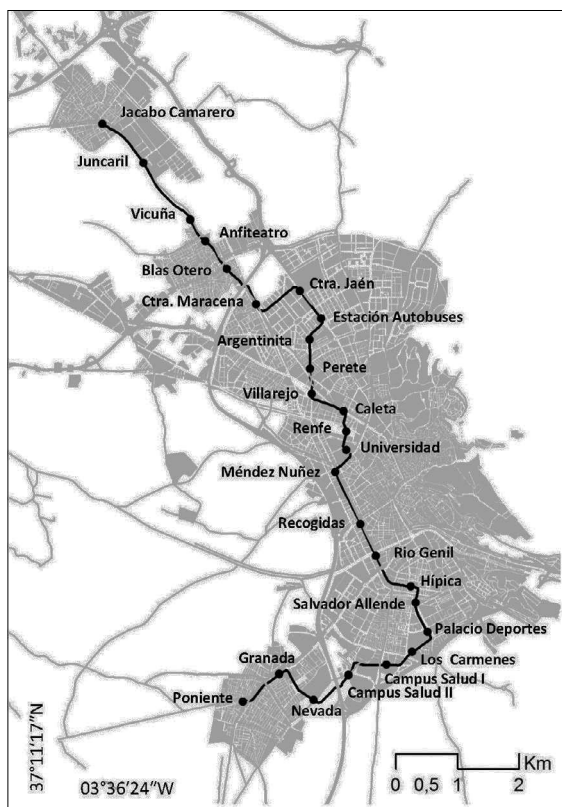 Jacabo Camarero
Juncaril
Vicuña
Anfiteatro
Blas Otero
Ctra. Jaén
Ctra. Maracena
Estación Autobuses
Argentinita
Perete
Villarejo
Caleta
Renfe
Universidad
Méndez Nuñez
Recogidas
Rio Genil
Hípica
Salvador Allende
Palacio Deportes
Los Carmenes
Granada
Campus Salud I
Campus Salud II
Poniente
Nevada
37°11'17''N
03°36'24''W
Km
0 0,5 1 2